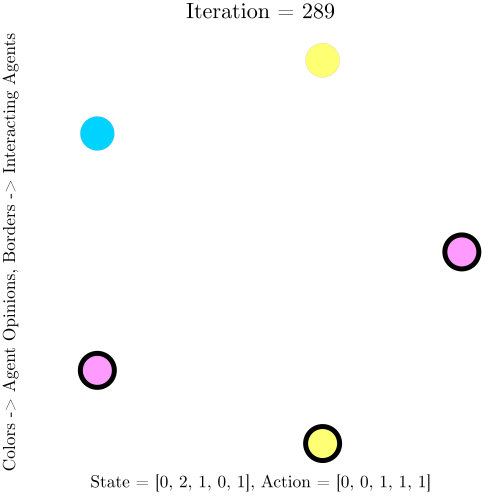 Iteration = 289
Colors -> Agent Opinions, Borders -> Interacting Agents
State = [0, 2, 1, 0, 1], Action = [0, 0, 1, 1, 1]